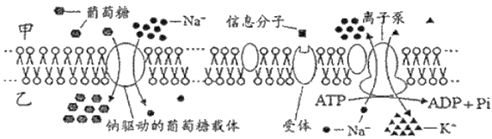 甲
葡萄糖
Na⁺
信息分子
离子泵
乙
钠驱动的葡萄糖载体
受体
ATP
ADP+Pi
Na⁺
K⁺